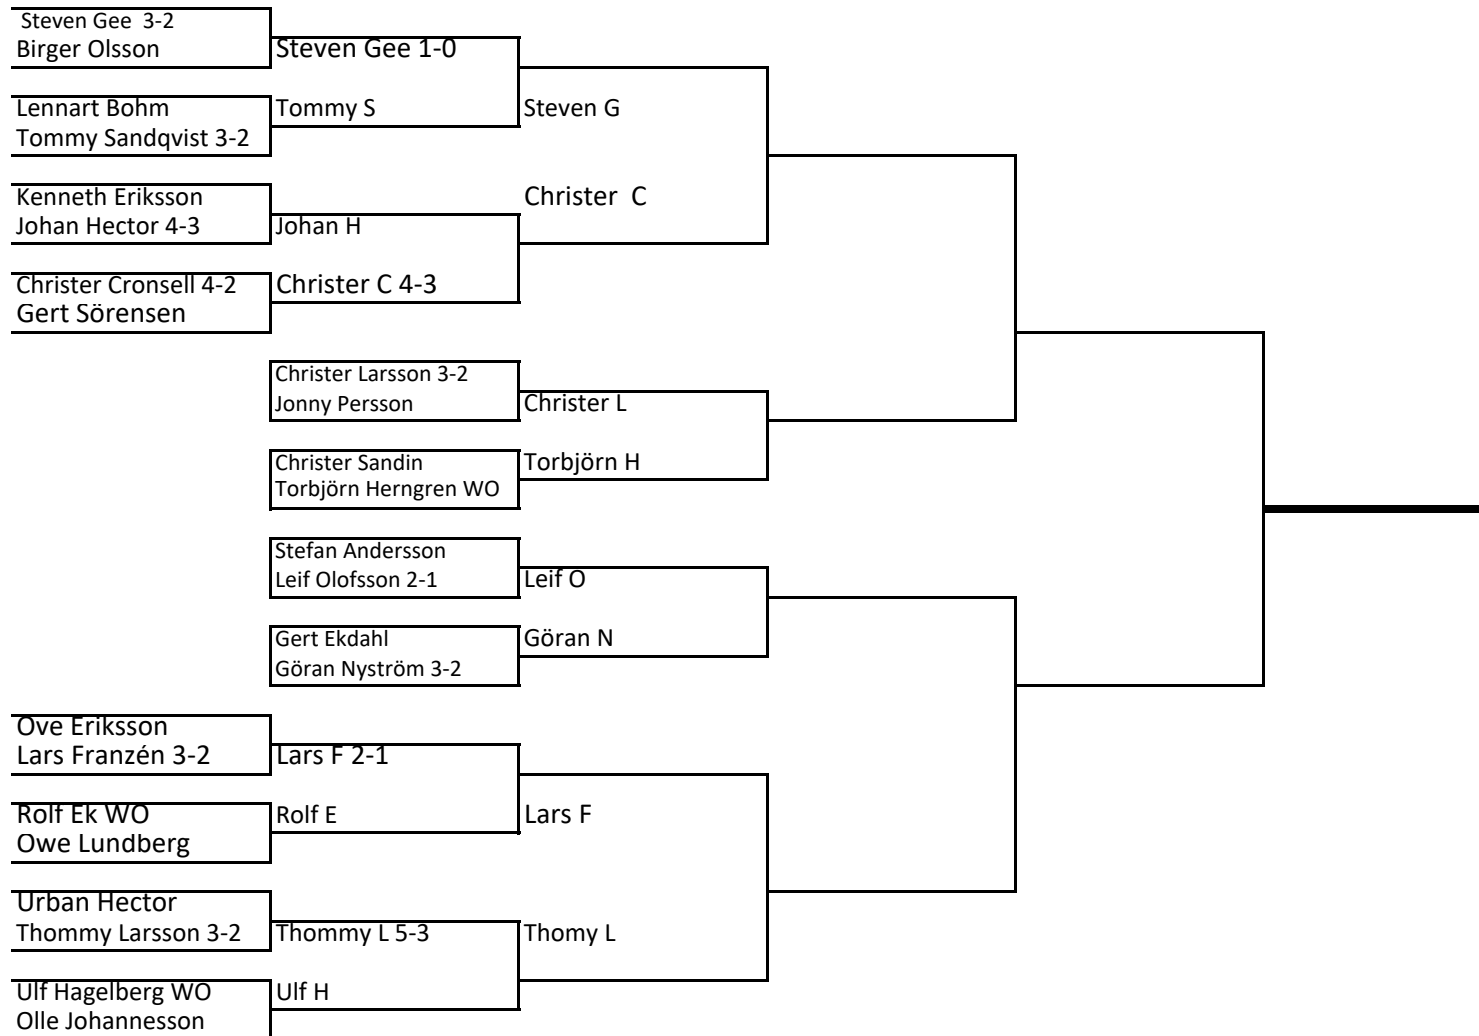 Steven Gee  3-2
Birger Olsson
Steven Gee 1-0
Lennart Bohm
Tommy Sandqvist 3-2
Tommy S
Steven G
Kenneth Eriksson
Johan Hector 4-3
Johan H
Christer  C
Christer Cronsell 4-2
Gert Sörensen
Christer C 4-3
Christer Larsson 3-2
Jonny Persson
Christer L
Christer Sandin
Torbjörn Herngren WO
Torbjörn H
Stefan Andersson
Leif Olofsson 2-1
Leif O
Gert Ekdahl
Göran Nyström 3-2
Göran N
Ove Eriksson
Lars Franzén 3-2
Lars F 2-1
Rolf Ek WO
Owe Lundberg
Rolf E
Lars F
Urban Hector
Thommy Larsson 3-2
Thommy L 5-3
Thomy L
Ulf Hagelberg WO
Olle Johannesson
Ulf H